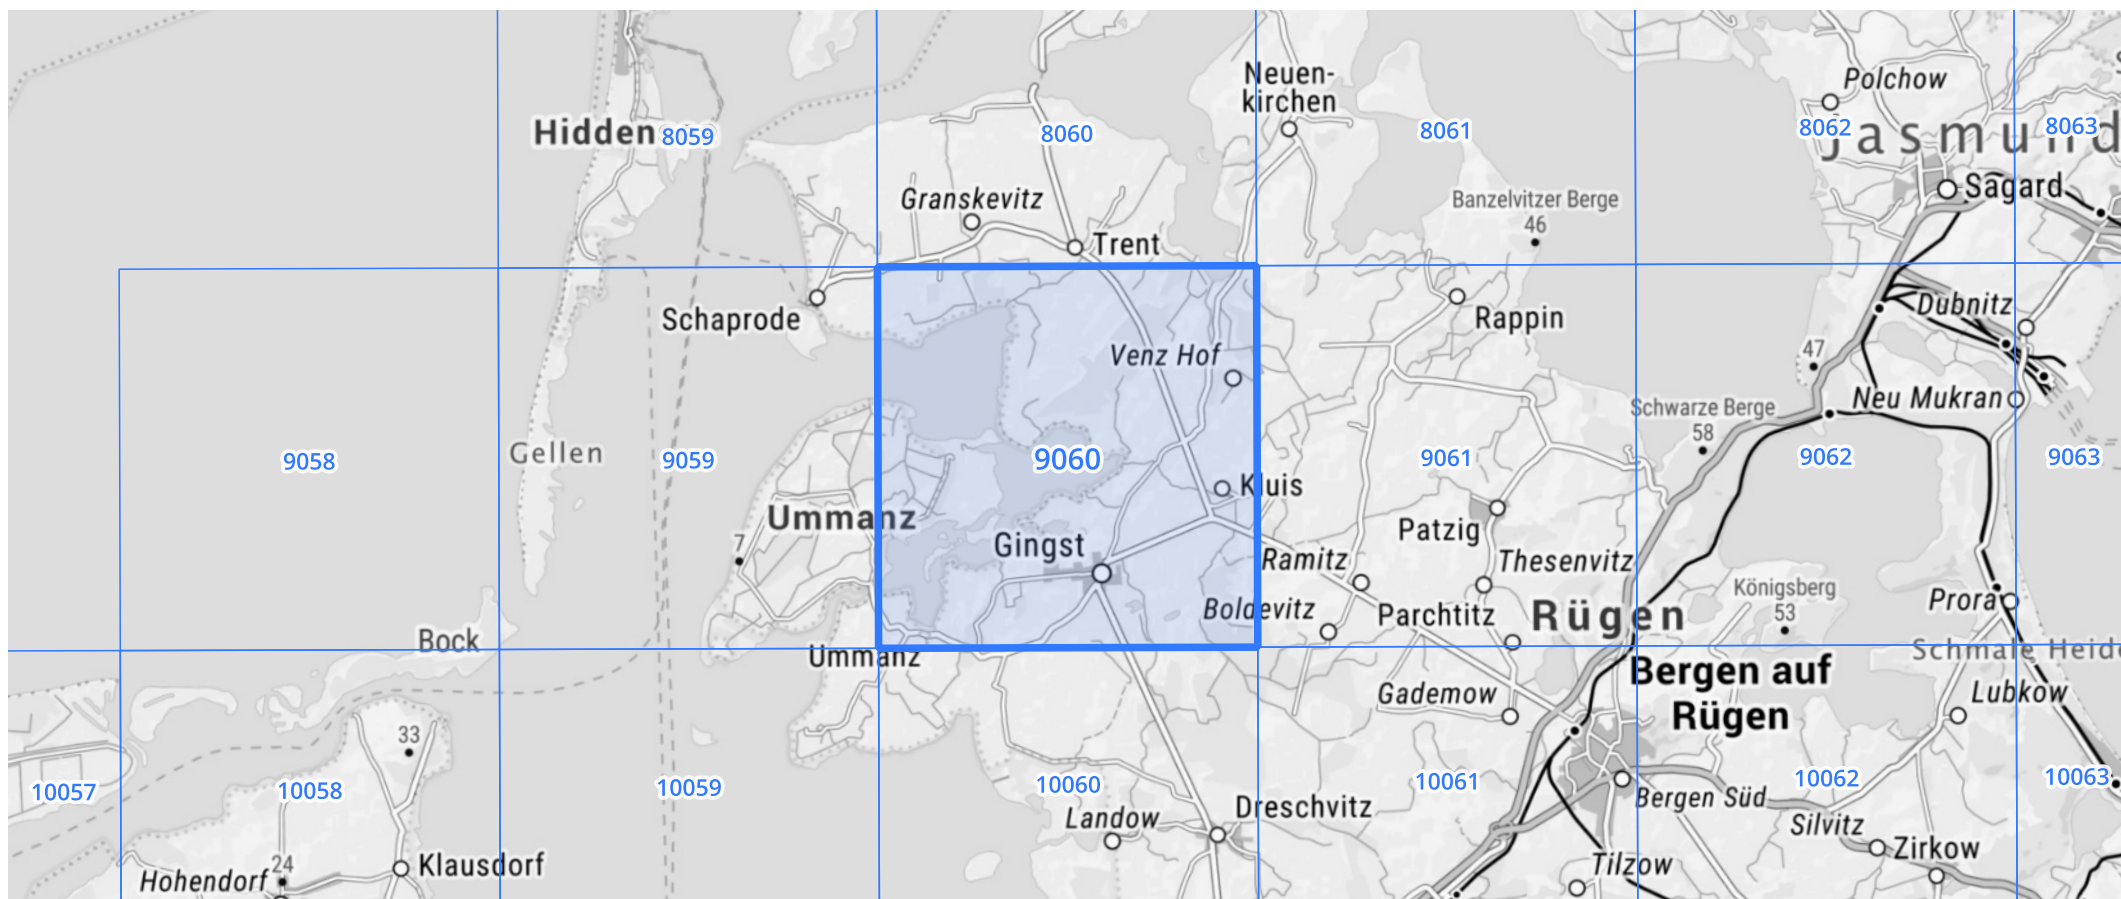 Polchow
Neuen-
kirchen
Hidden
8059
8060
8061
8062
Jasmund
8063
Granskevitz
Banzelvitzer Berge
46
Sagard
Trent
Schaprode
Rappin
Dubnitz
Venz Hof
47
Neu Mukran
Schwarze Berge
58
Gellen
9058
9059
9060
9061
9062
9063
Kluis
Ummanz
Patzig
7
Gingst
Ramitz
Thesenvitz
Königsberg
53
Boldevitz
Parchtitz
Rügen
Prora
Bock
Ummanz
Schmale Heide
Bergen auf
Rügen
Gademow
Lubkow
33
10057
10058
10059
10060
10061
10062
10063
Bergen Süd
Landow
Dreschvitz
Silvitz
Zirkow
24
Hohendorf
Klausdorf
Tilzow